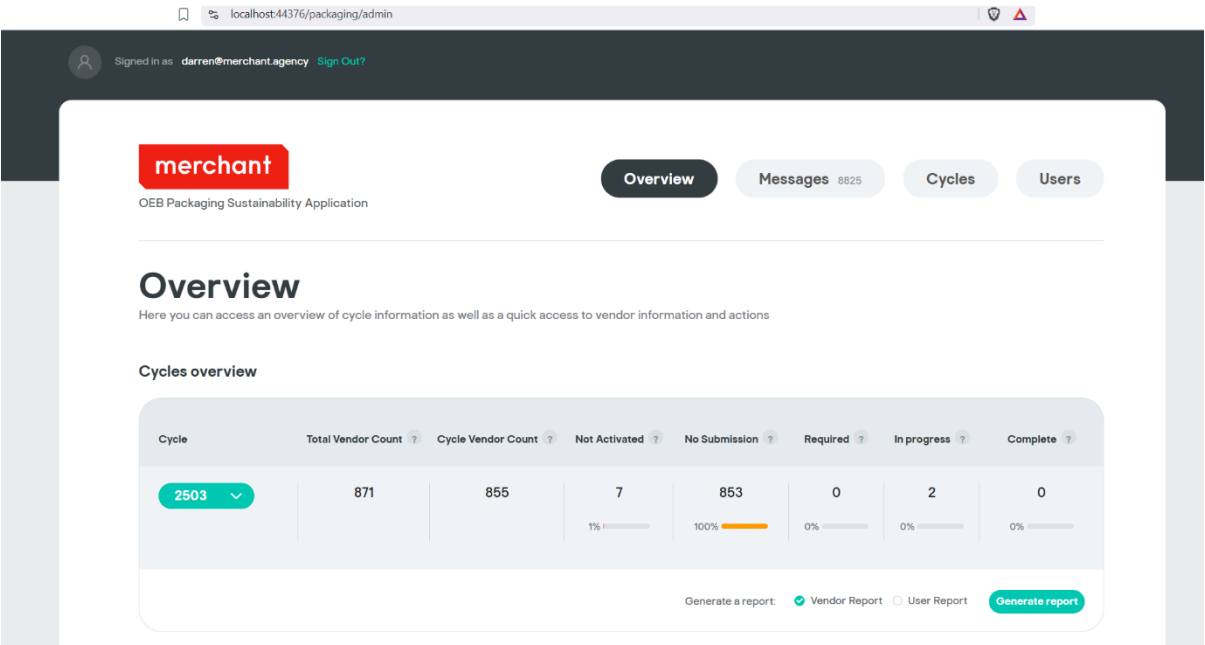 localhost:44376/packaging/admin
Signed in as darren@merchant.agency Sign Out?
merchant
OEB Packaging Sustainability Application
Overview Messages 8825 Cycles Users
Overview
Here you can access an overview of cycle information as well as a quick access to vendor information and actions
Cycles overview
Cycle Total Vendor Count ? Cycle Vendor Count ? Not Activated ? No Submission ? Required ? In progress ? Complete ?
2503 871 855 7 853 0 2 0
1% 100% 0% 0% 0%
Generate a report: Vendor Report User Report Generate report